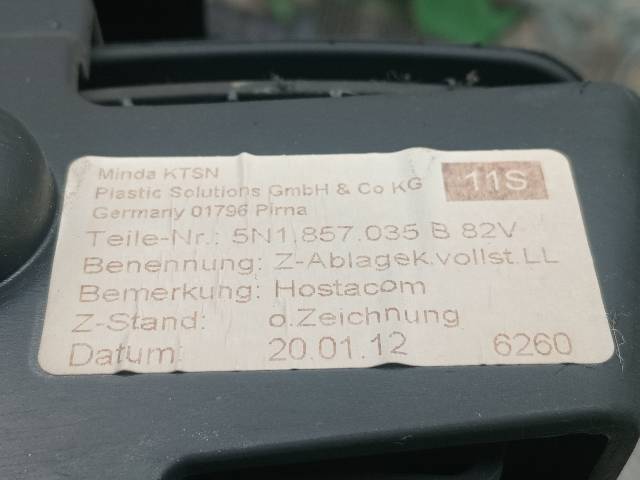 Minda KTSN
Plastic Solutions GmbH & Co KG
11S
Germany 01796 Pirna
Teile-Nr.: 5N1.857.035 B 82V
Benennung: Z-Ablagek.vollst.LL
Bemerkung: Hostacom
Z-Stand: o.Zeichnung
Datum: 20.01.12 6260